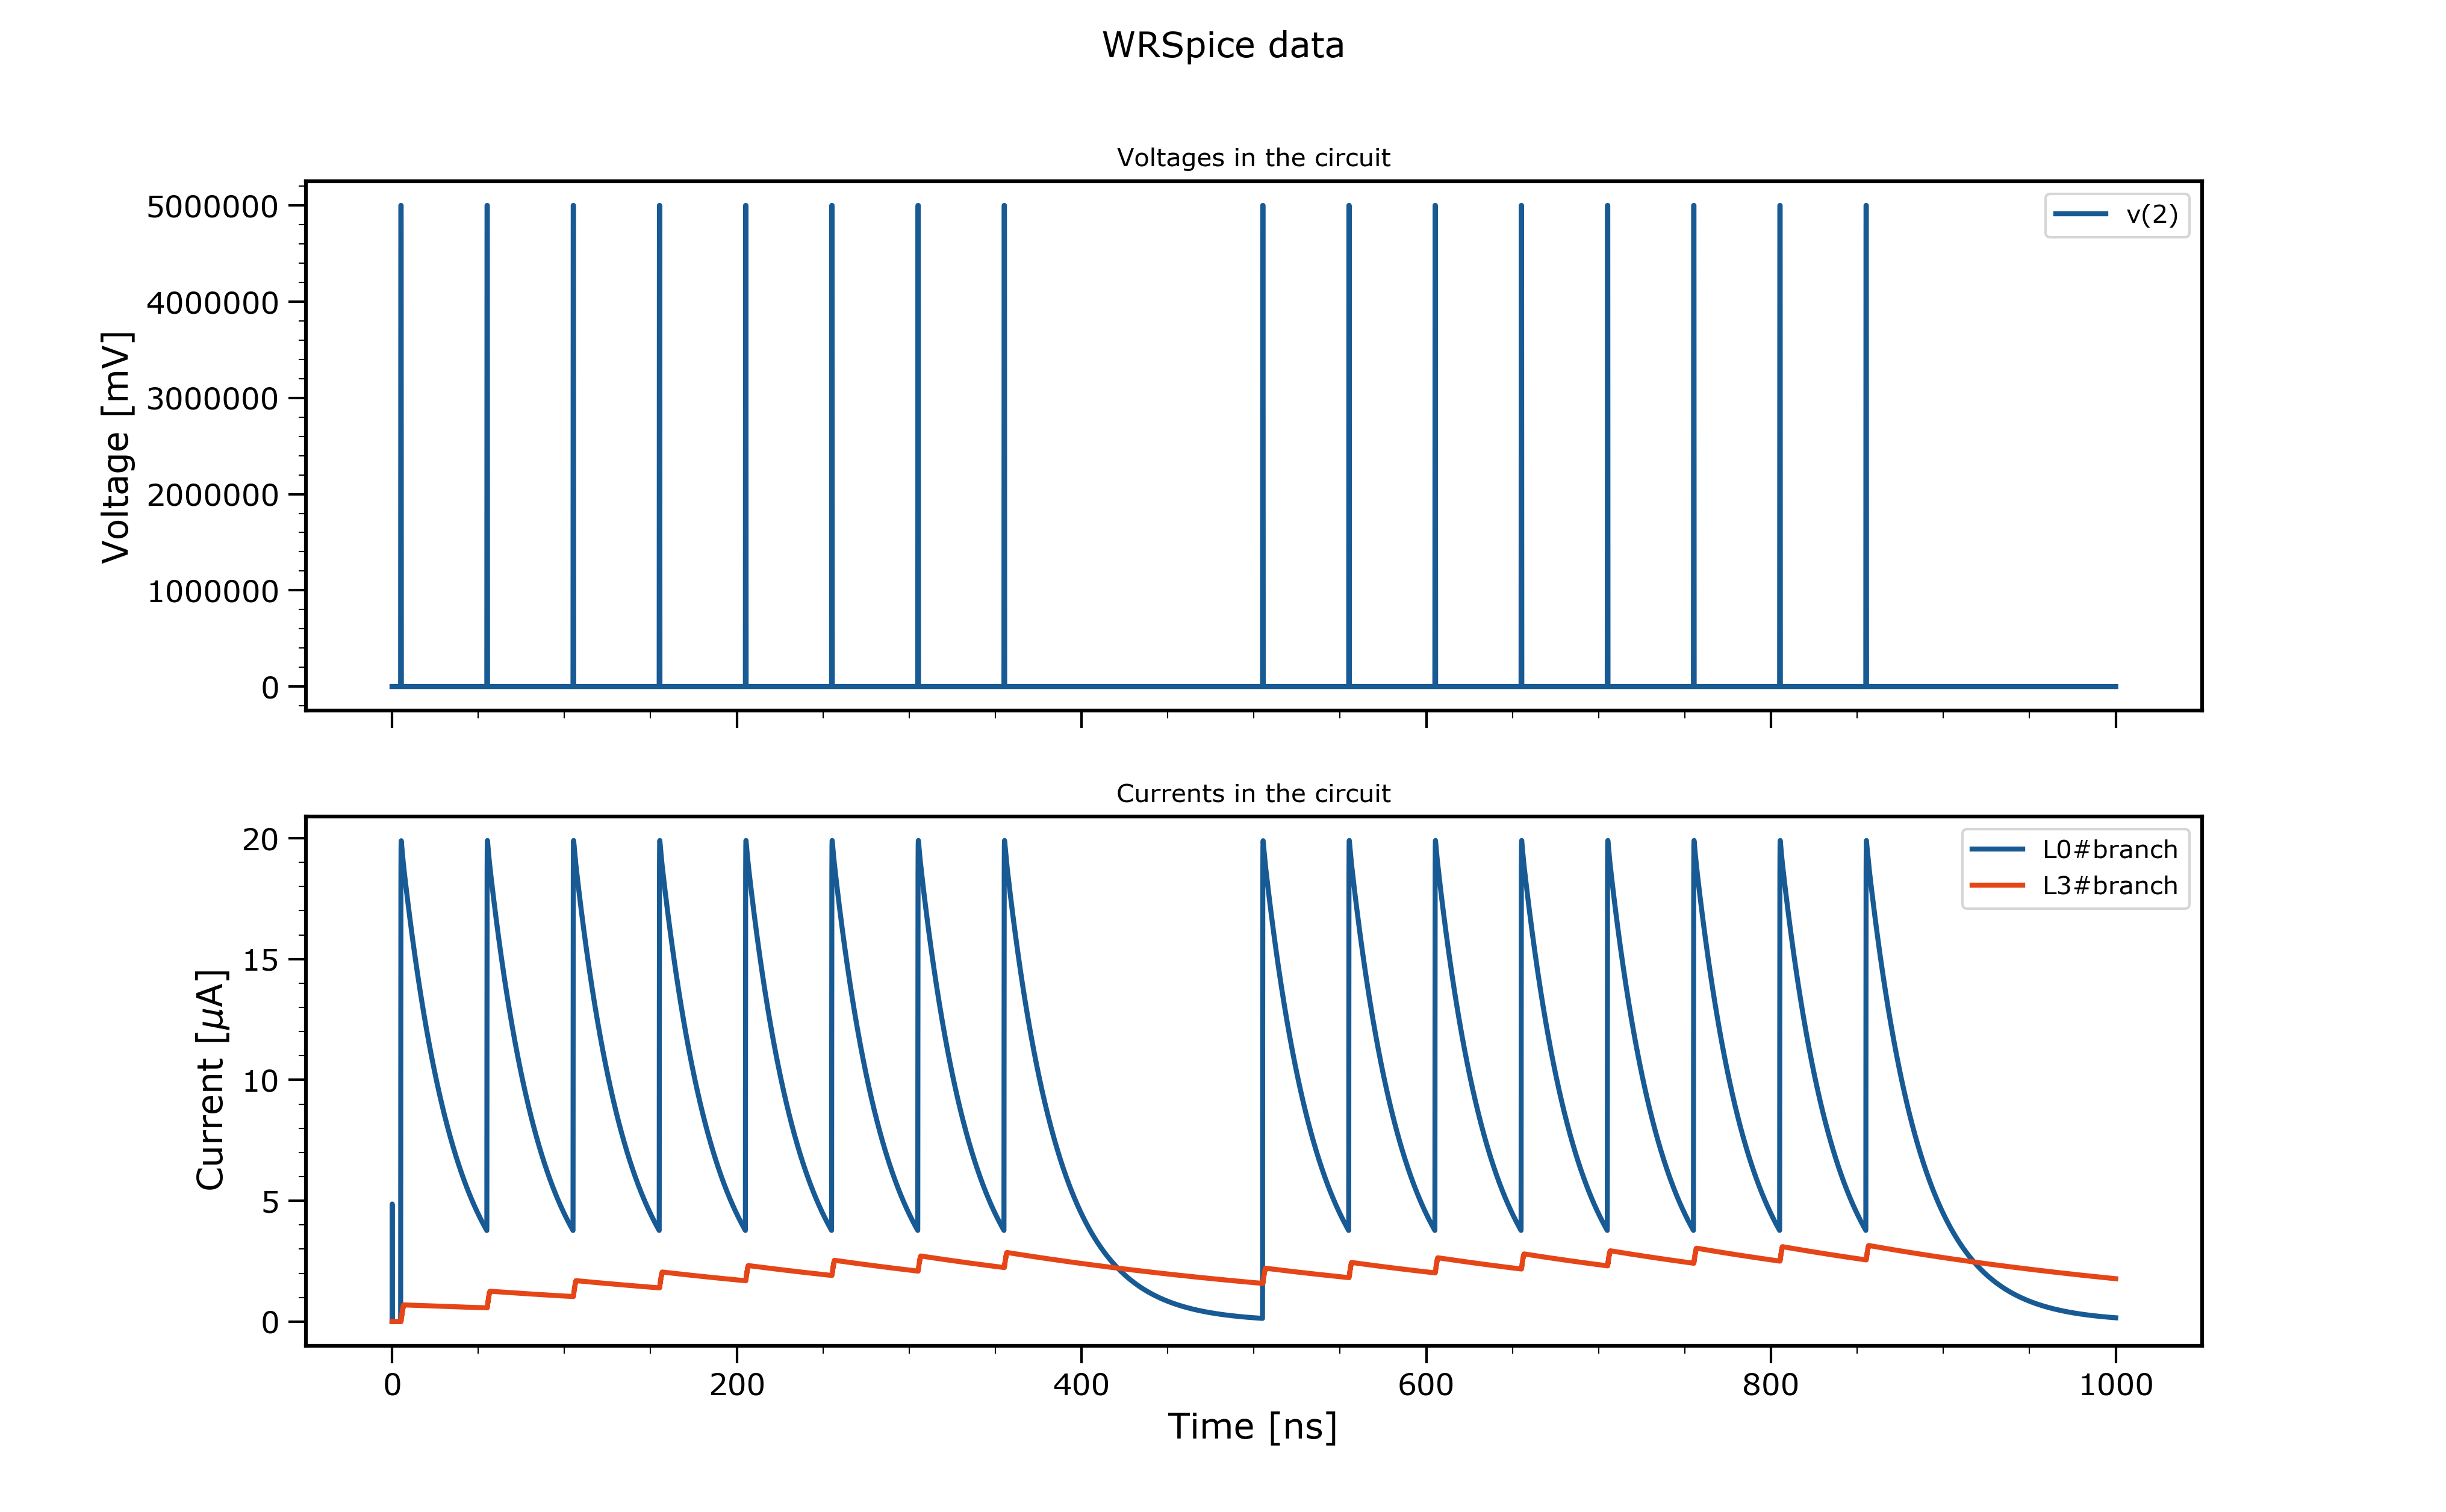 WRSpice data
Voltages in the circuit
5000000
4000000
3000000
2000000
1000000
0
Voltage [mV]
v(2)
Currents in the circuit
20
15
10
5
0
Current [μA]
L0#branch
L3#branch
0 200 400 600 800 1000
Time [ns]